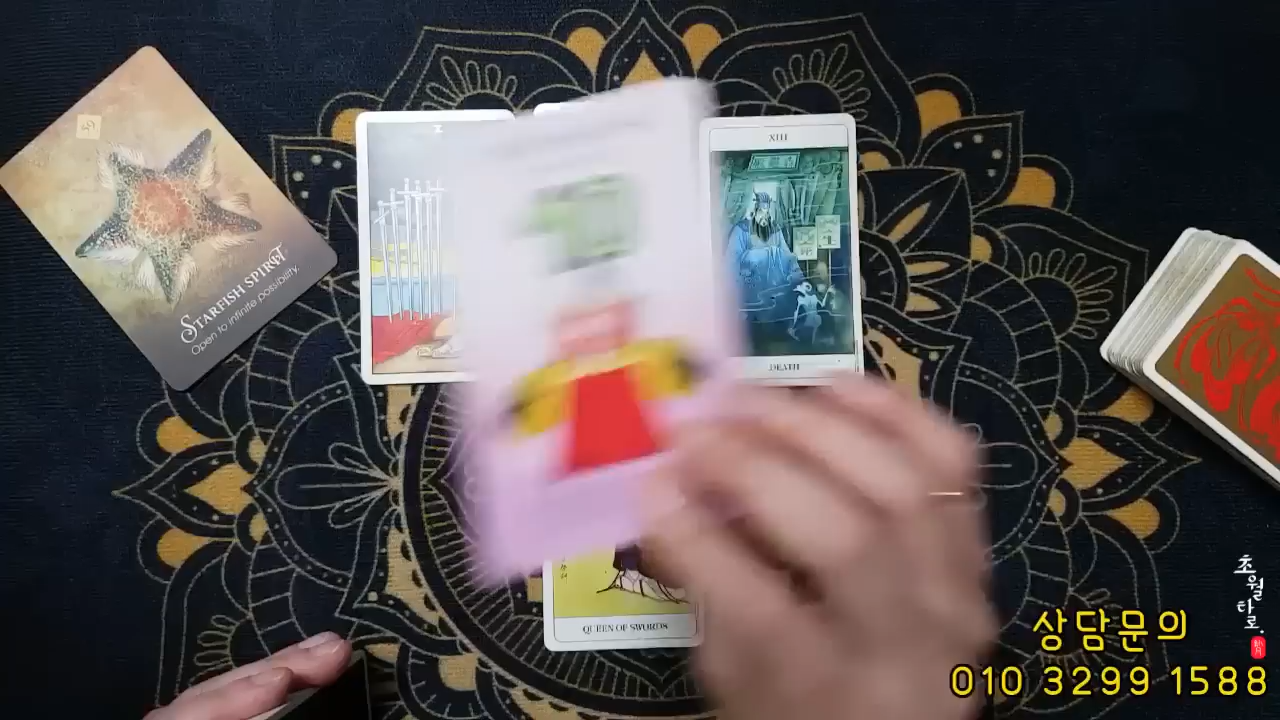 STARFISH SPIRIT
Open to infinite possibility.
X
XIII
DEATH
QUEEN OF SWORDS
초월타로.
상담문의
010 3299 1588